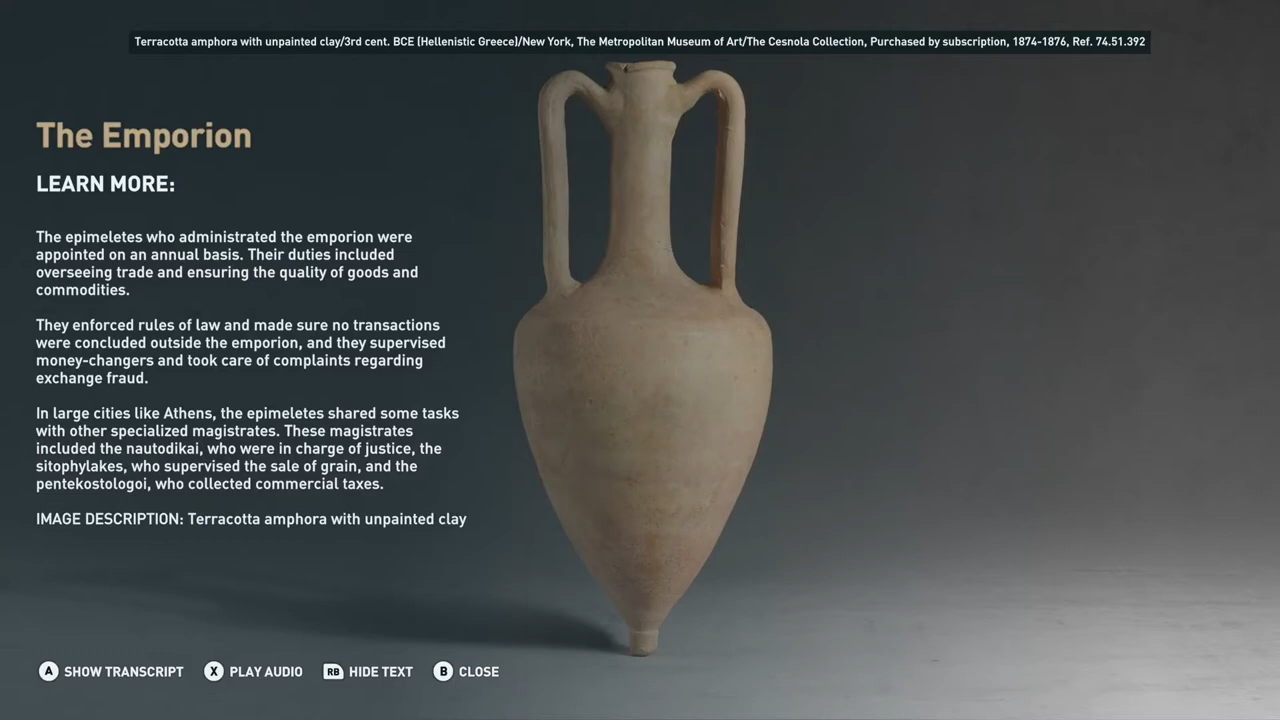 Terracotta amphora with unpainted clay/3rd cent. BCE (Hellenistic Greece)/New York, The Metropolitan Museum of Art/The Cesnola Collection, Purchased by subscription, 1874-1876, Ref. 74.51.392
The Emporion
LEARN MORE:
The epimeletes who administrated the emporion were
appointed on an annual basis. Their duties included
overseeing trade and ensuring the quality of goods and
commodities.
They enforced rules of law and made sure no transactions
were concluded outside the emporion, and they supervised
money-changers and took care of complaints regarding
exchange fraud.
In large cities like Athens, the epimeletes shared some tasks
with other specialized magistrates. These magistrates
included the nautodikai, who were in charge of justice, the
sitophylakes, who supervised the sale of grain, and the
pentekostologoi, who collected commercial taxes.
IMAGE DESCRIPTION: Terracotta amphora with unpainted clay
A SHOW TRANSCRIPT X PLAY AUDIO RB HIDE TEXT B CLOSE